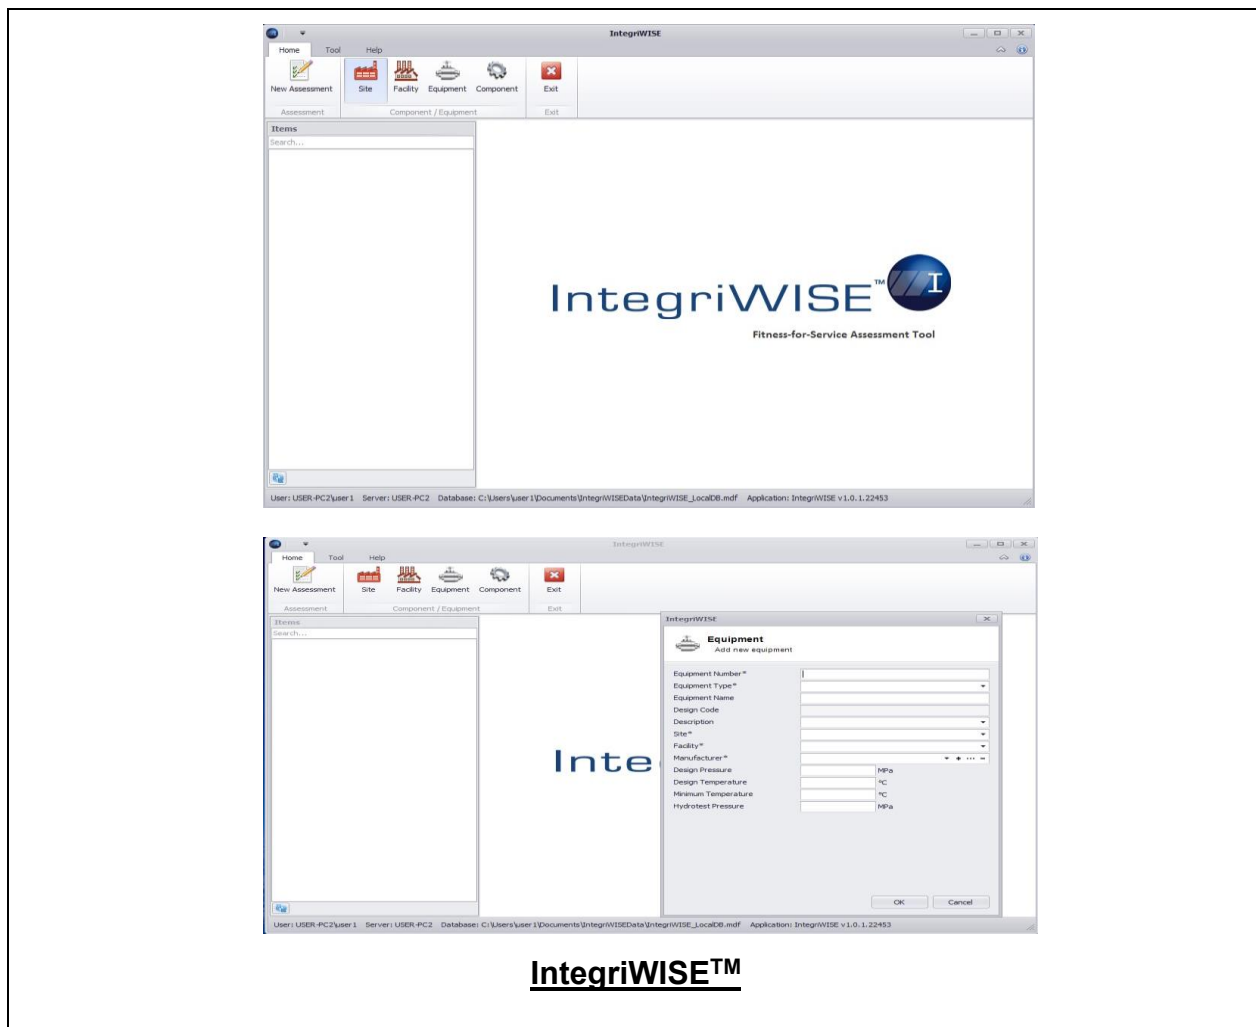 IntegriWISE
Home Tool Help
New Assessment Site Facility Equipment Component Exit
Assessment Component / Equipment Exit
Items
Search...
IntegriWISE™ I
Fitness-for-Service Assessment Tool
User: USER-PC2\user1 Server: USER-PC2 Database: C:\Users\user1\Documents\IntegriWISEData\IntegriWISE_LocalDB.mdf Application: IntegriWISE v1.0.1.22453
IntegriWISE
Home Tool Help
New Assessment Site Facility Equipment Component Exit
Assessment Component / Equipment Exit
Items
Search...
Inte
IntegriWISE
Equipment
Add new equipment
Equipment Number*
Equipment Type*
Equipment Name
Design Code
Description
Site*
Facility*
Manufacturer*
Design Pressure MPa
Design Temperature °C
Minimum Temperature °C
Hydrotest Pressure MPa
OK Cancel
User: USER-PC2\user1 Server: USER-PC2 Database: C:\Users\user1\Documents\IntegriWISEData\IntegriWISE_LocalDB.mdf Application: IntegriWISE v1.0.1.22453
IntegriWISE™